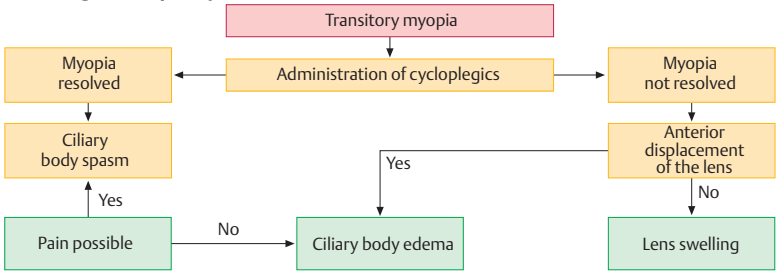 Transitory myopia
Myopia
resolved
Administration of cycloplegics
Myopia
not resolved
Ciliary
body spasm
Anterior
displacement
of the lens
Yes
Yes
No
Pain possible
No
Ciliary body edema
Lens swelling